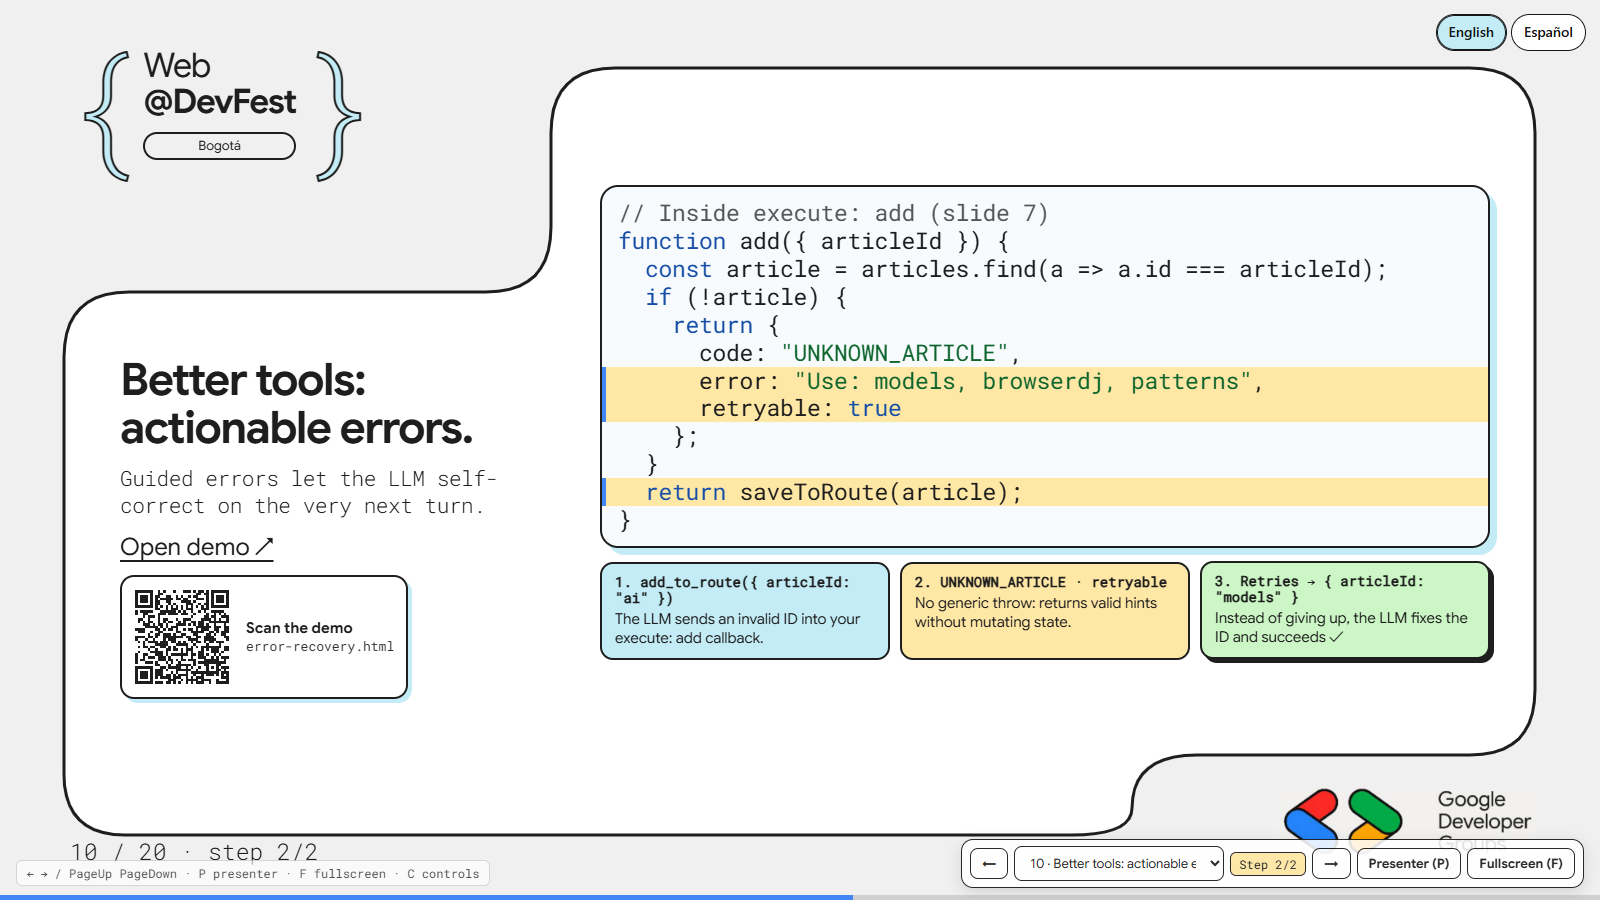 English
Español
Web
@DevFest
Bogotá
Better tools:
actionable errors.
Guided errors let the LLM self-
correct on the very next turn.
Open demo ↗
Scan the demo
error-recovery.html
// Inside execute: add (slide 7)
function add({ articleId }) {
  const article = articles.find(a => a.id === articleId);
  if (!article) {
    return {
      code: "UNKNOWN_ARTICLE",
      error: "Use: models, browserdj, patterns",
      retryable: true
    };
  }
  return saveToRoute(article);
}
1. add_to_route({ articleId:
"ai" })
The LLM sends an invalid ID into your
execute: add callback.
2. UNKNOWN_ARTICLE · retryable
No generic throw: returns valid hints
without mutating state.
3. Retries → { articleId:
"models" }
Instead of giving up, the LLM fixes the
ID and succeeds ✓
Google
Developer
Groups
10 / 20 · step 2/2
← → / PageUp PageDown · P presenter · F fullscreen · C controls
←
10 · Better tools: actionable e
Step 2/2
→
Presenter (P)
Fullscreen (F)